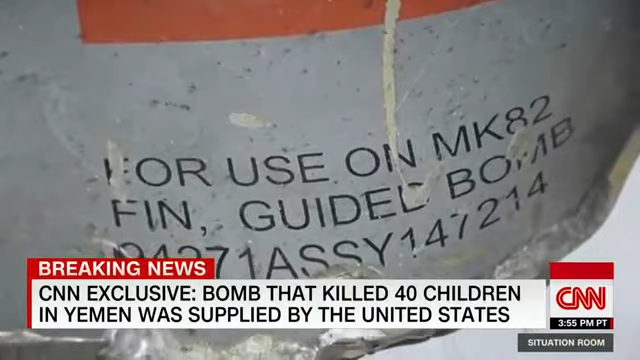 FOR USE ON MK82
FIN, GUIDED BOMB
94271ASSY147214
BREAKING NEWS
CNN EXCLUSIVE: BOMB THAT KILLED 40 CHILDREN
IN YEMEN WAS SUPPLIED BY THE UNITED STATES
CNN
3:55 PM PT
SITUATION ROOM